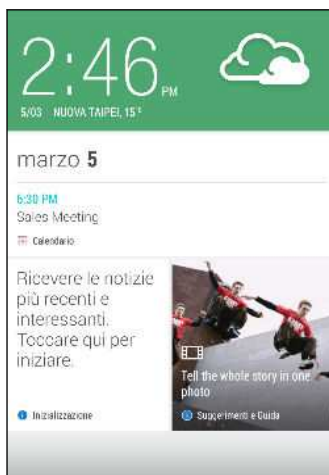 2:46 PM
5/03 NUOVA TAIPEI, 15°
marzo 5
6:30 PM
Sales Meeting
Calendario
Ricevere le notizie
più recenti e
interessanti.
Toccare qui per
iniziare.
Inizializzazione
Tell the whole story in one
photo
Suggerimenti e Guida